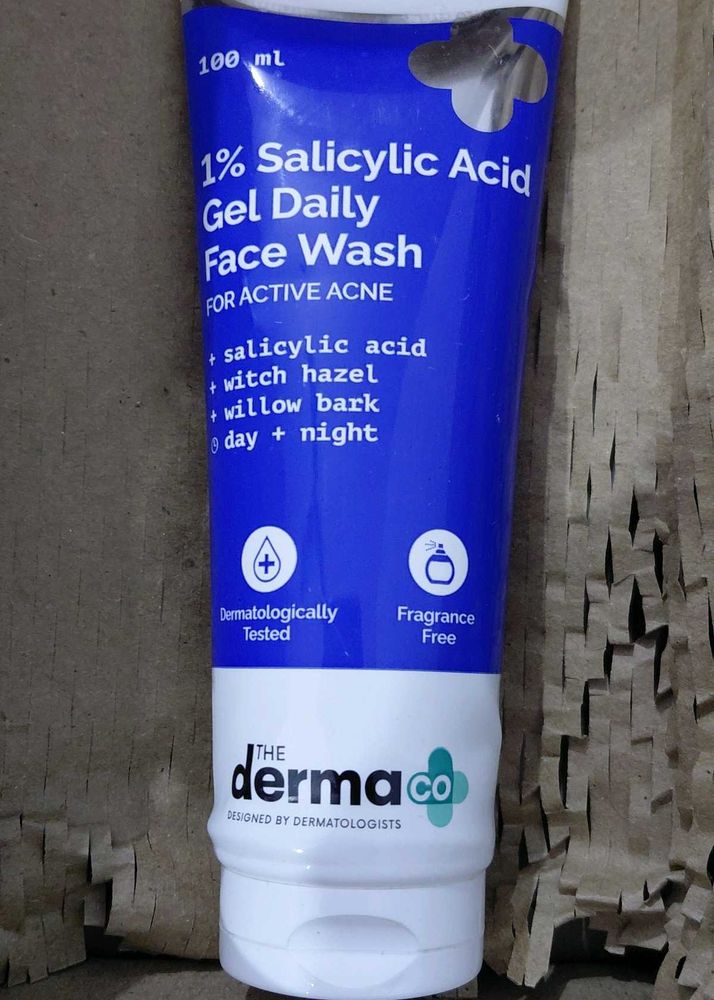 100 ml
1% Salicylic Acid
Gel Daily
Face Wash
FOR ACTIVE ACNE
+ salicylic acid
+ witch hazel
+ willow bark
day + night
Dermatologically
Tested
Fragrance
Free
THE
derma co
DESIGNED BY DERMATOLOGISTS